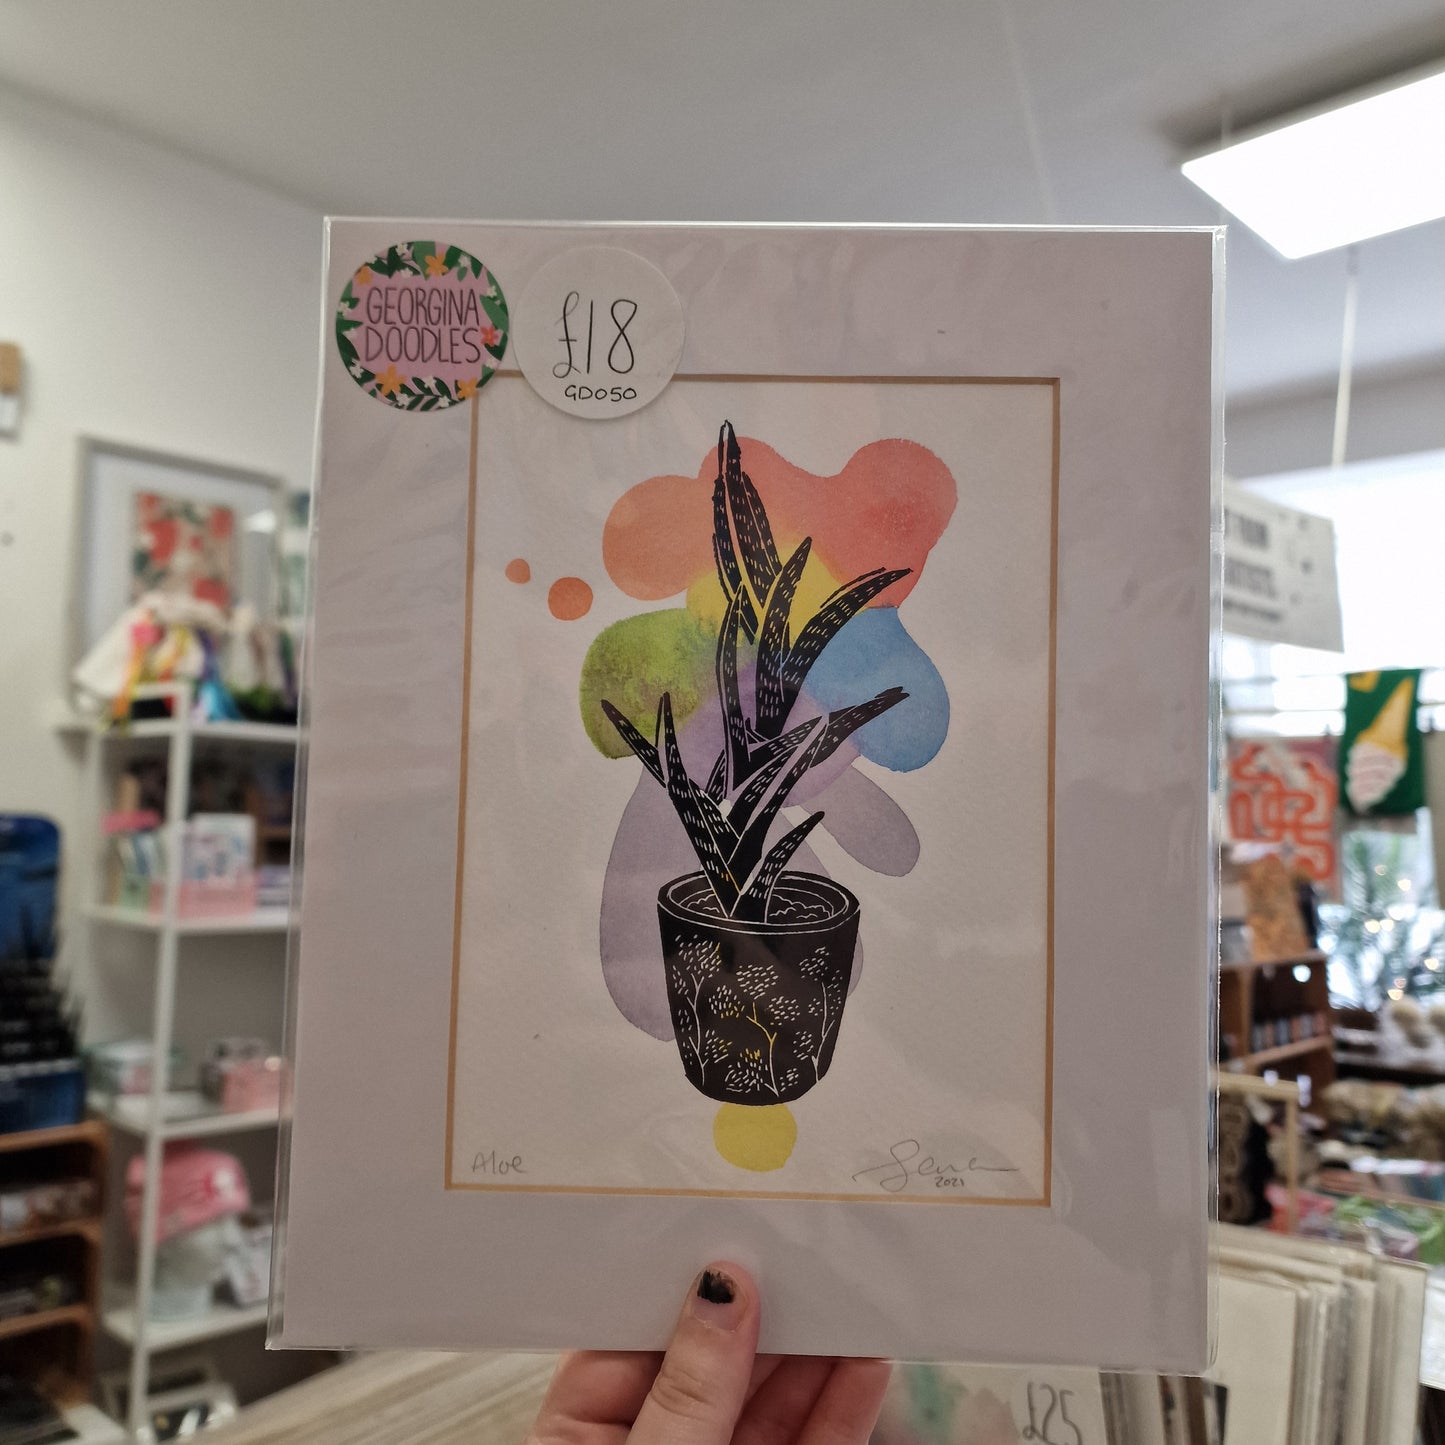 GEORGINA
DOODLES
£18
GD050
Aloe
2021
£25